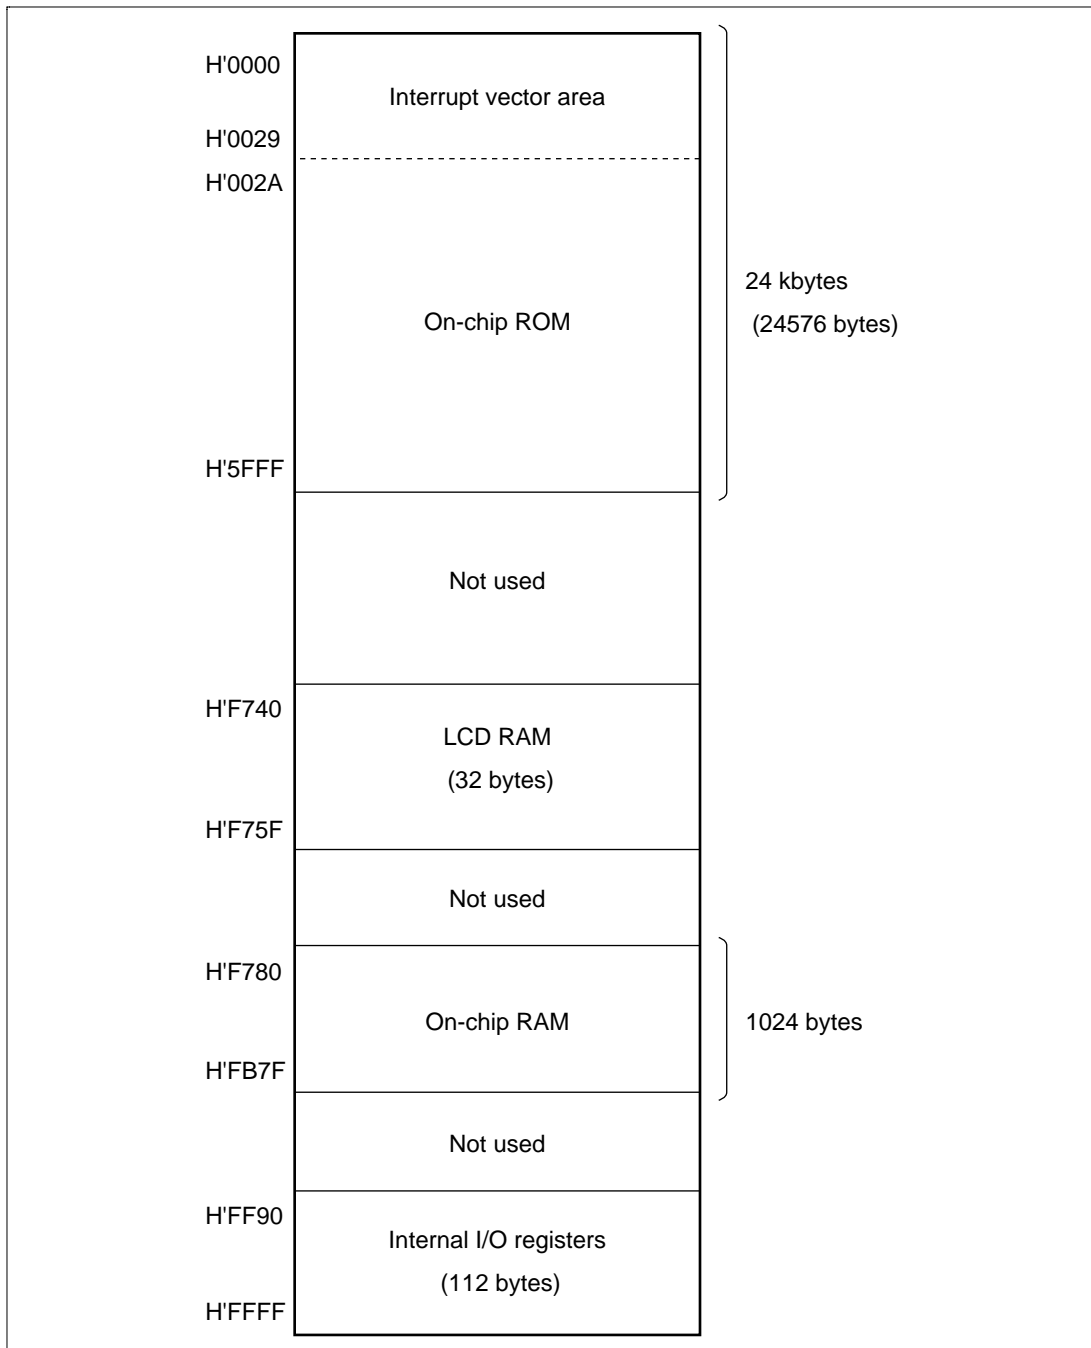 H'0000
Interrupt vector area
H'0029
H'002A
24 kbytes
(24576 bytes)
On-chip ROM
H'5FFF
Not used
H'F740
LCD RAM
(32 bytes)
H'F75F
Not used
H'F780
On-chip RAM
1024 bytes
H'FB7F
Not used
H'FF90
Internal I/O registers
(112 bytes)
H'FFFF